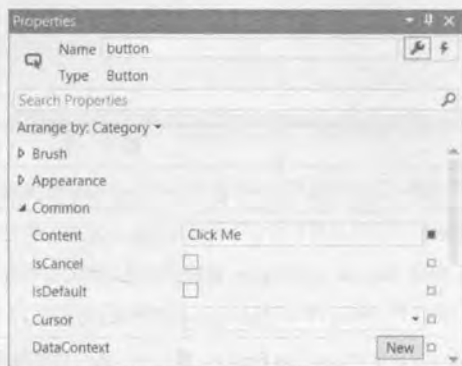 Properties
Name button
Type Button
Search Properties
Arrange by: Category
Brush
Appearance
Common
Content Click Me
IsCancel
IsDefault
Cursor
DataContext New